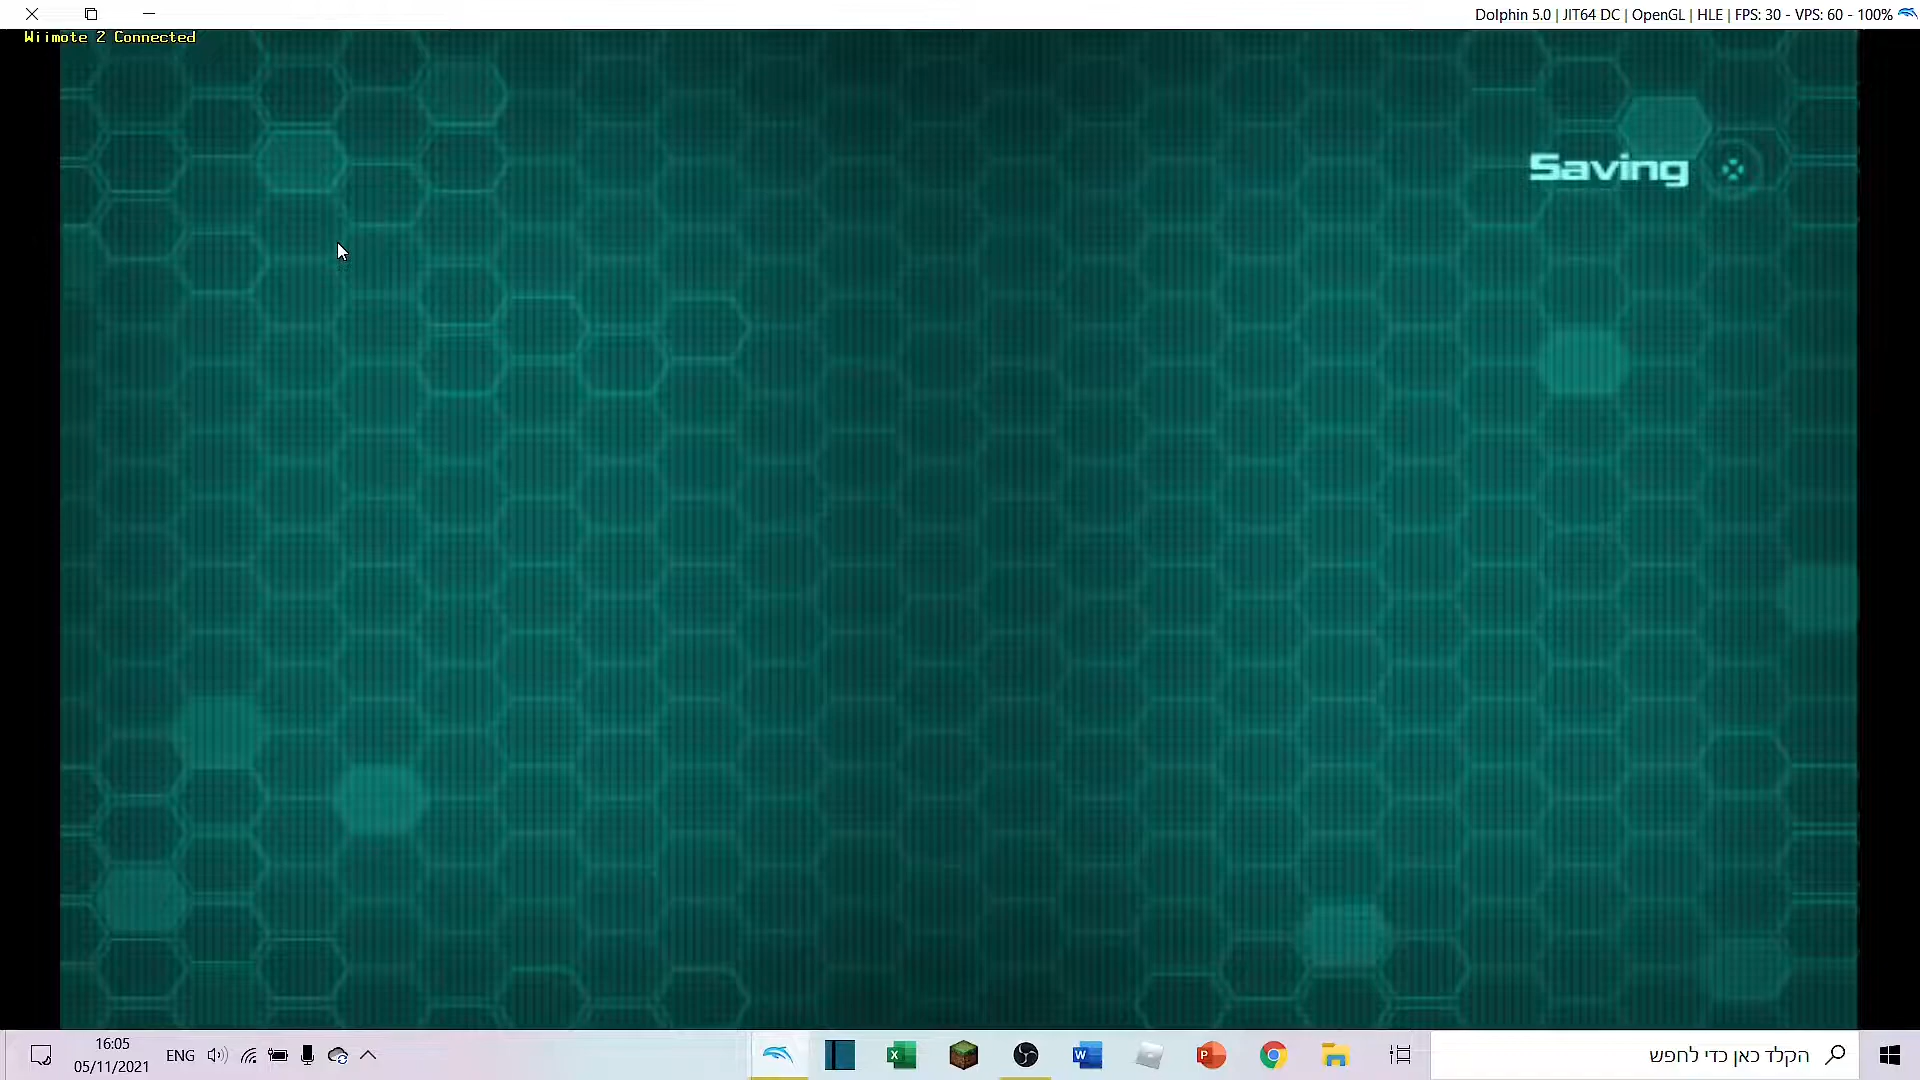 Dolphin 5.0 | JIT64 DC | OpenGL | HLE | FPS: 30 - VPS: 60 - 100%
Wiimote 2 Connected
Saving
16:05
05/11/2021
ENG
הקלד כאן כדי לחפש